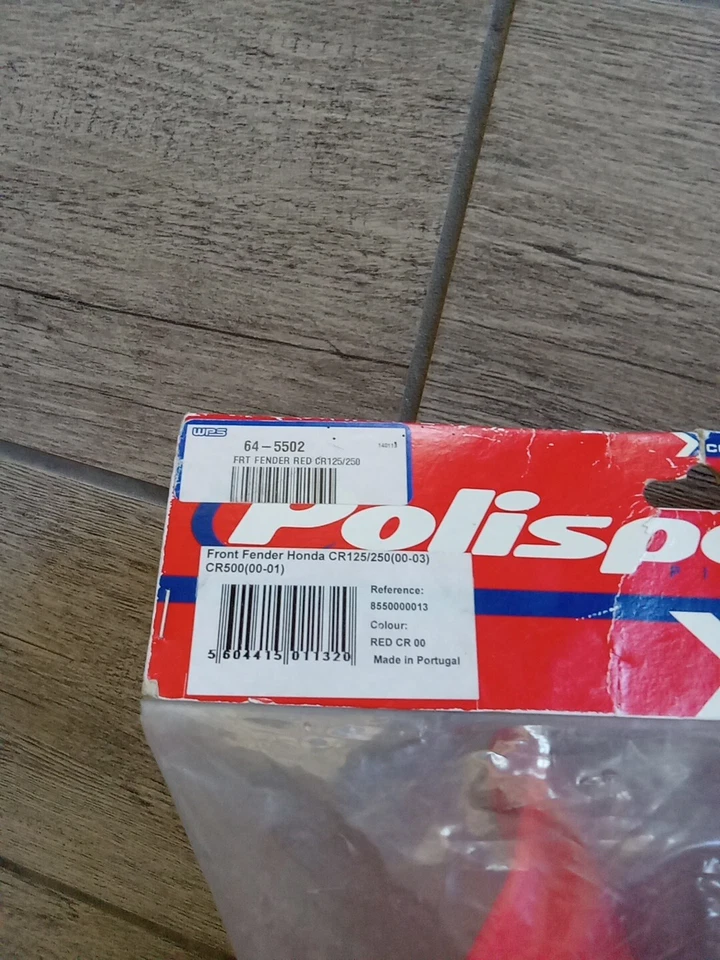 WPS
64-5502
FRT FENDER RED CR125/250
Polispo
Front Fender Honda CR125/250(00-03)
CR500(00-01)
Reference:
8550000013
Colour:
RED CR 00
Made in Portugal
5 604415 011320